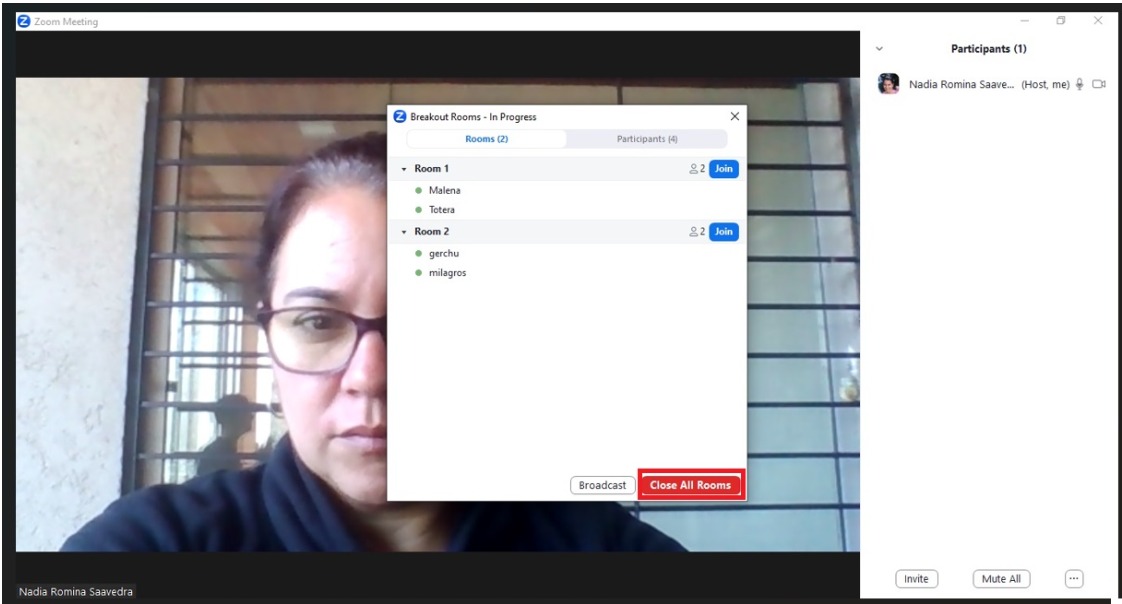 Zoom Meeting
Participants (1)
Nadia Romina Saave... (Host, me)
Breakout Rooms - In Progress
Rooms (2) Participants (4)
Room 1 2 Join
Malena
Totera
Room 2 2 Join
gerchu
milagros
Broadcast Close All Rooms
Invite Mute All ...
Nadia Romina Saavedra